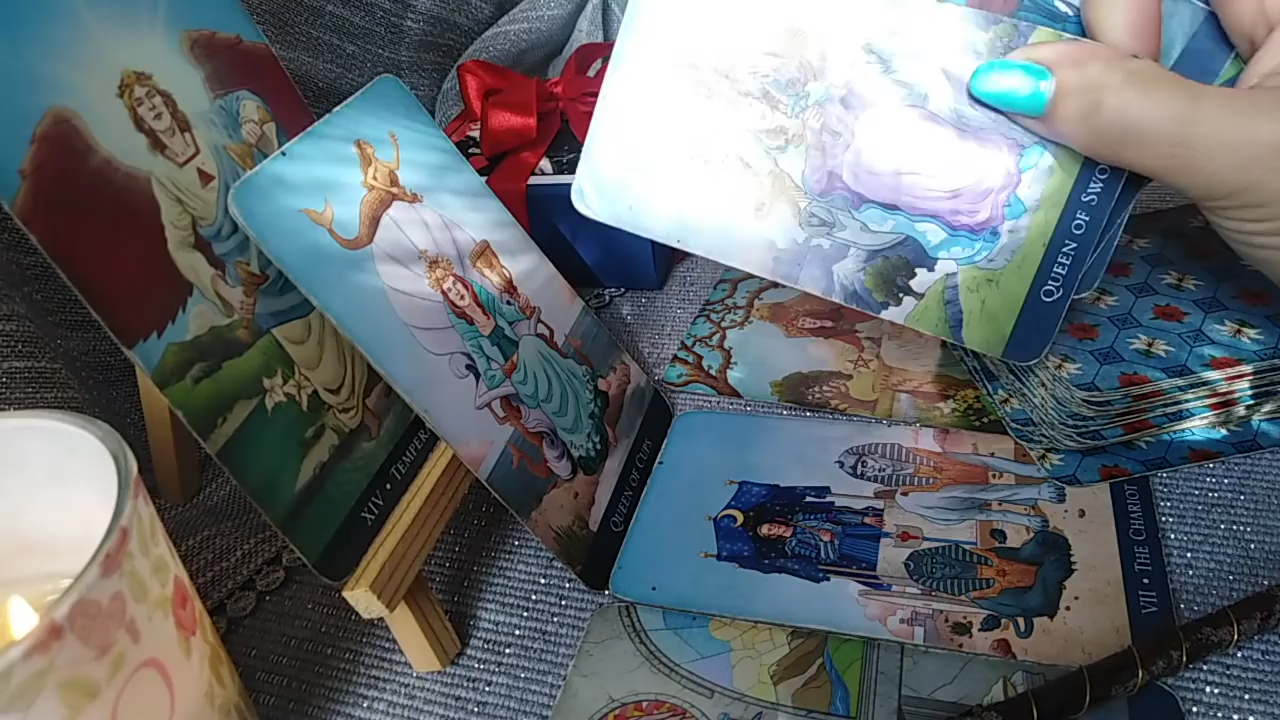 XIV • TEMPER
QUEEN OF CUPS
QUEEN OF SWO
VII • THE CHARIOT